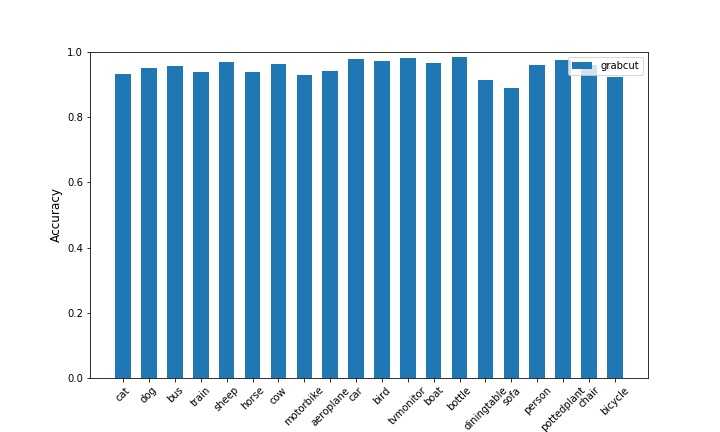 grabcut
1.0
0.8
0.6
0.4
0.2
0.0
Accuracy
cat
dog
bus
train
sheep
horse
cow
motorbike
aeroplane
car
bird
tvmonitor
boat
bottle
diningtable
sofa
person
pottedplant
chair
bicycle